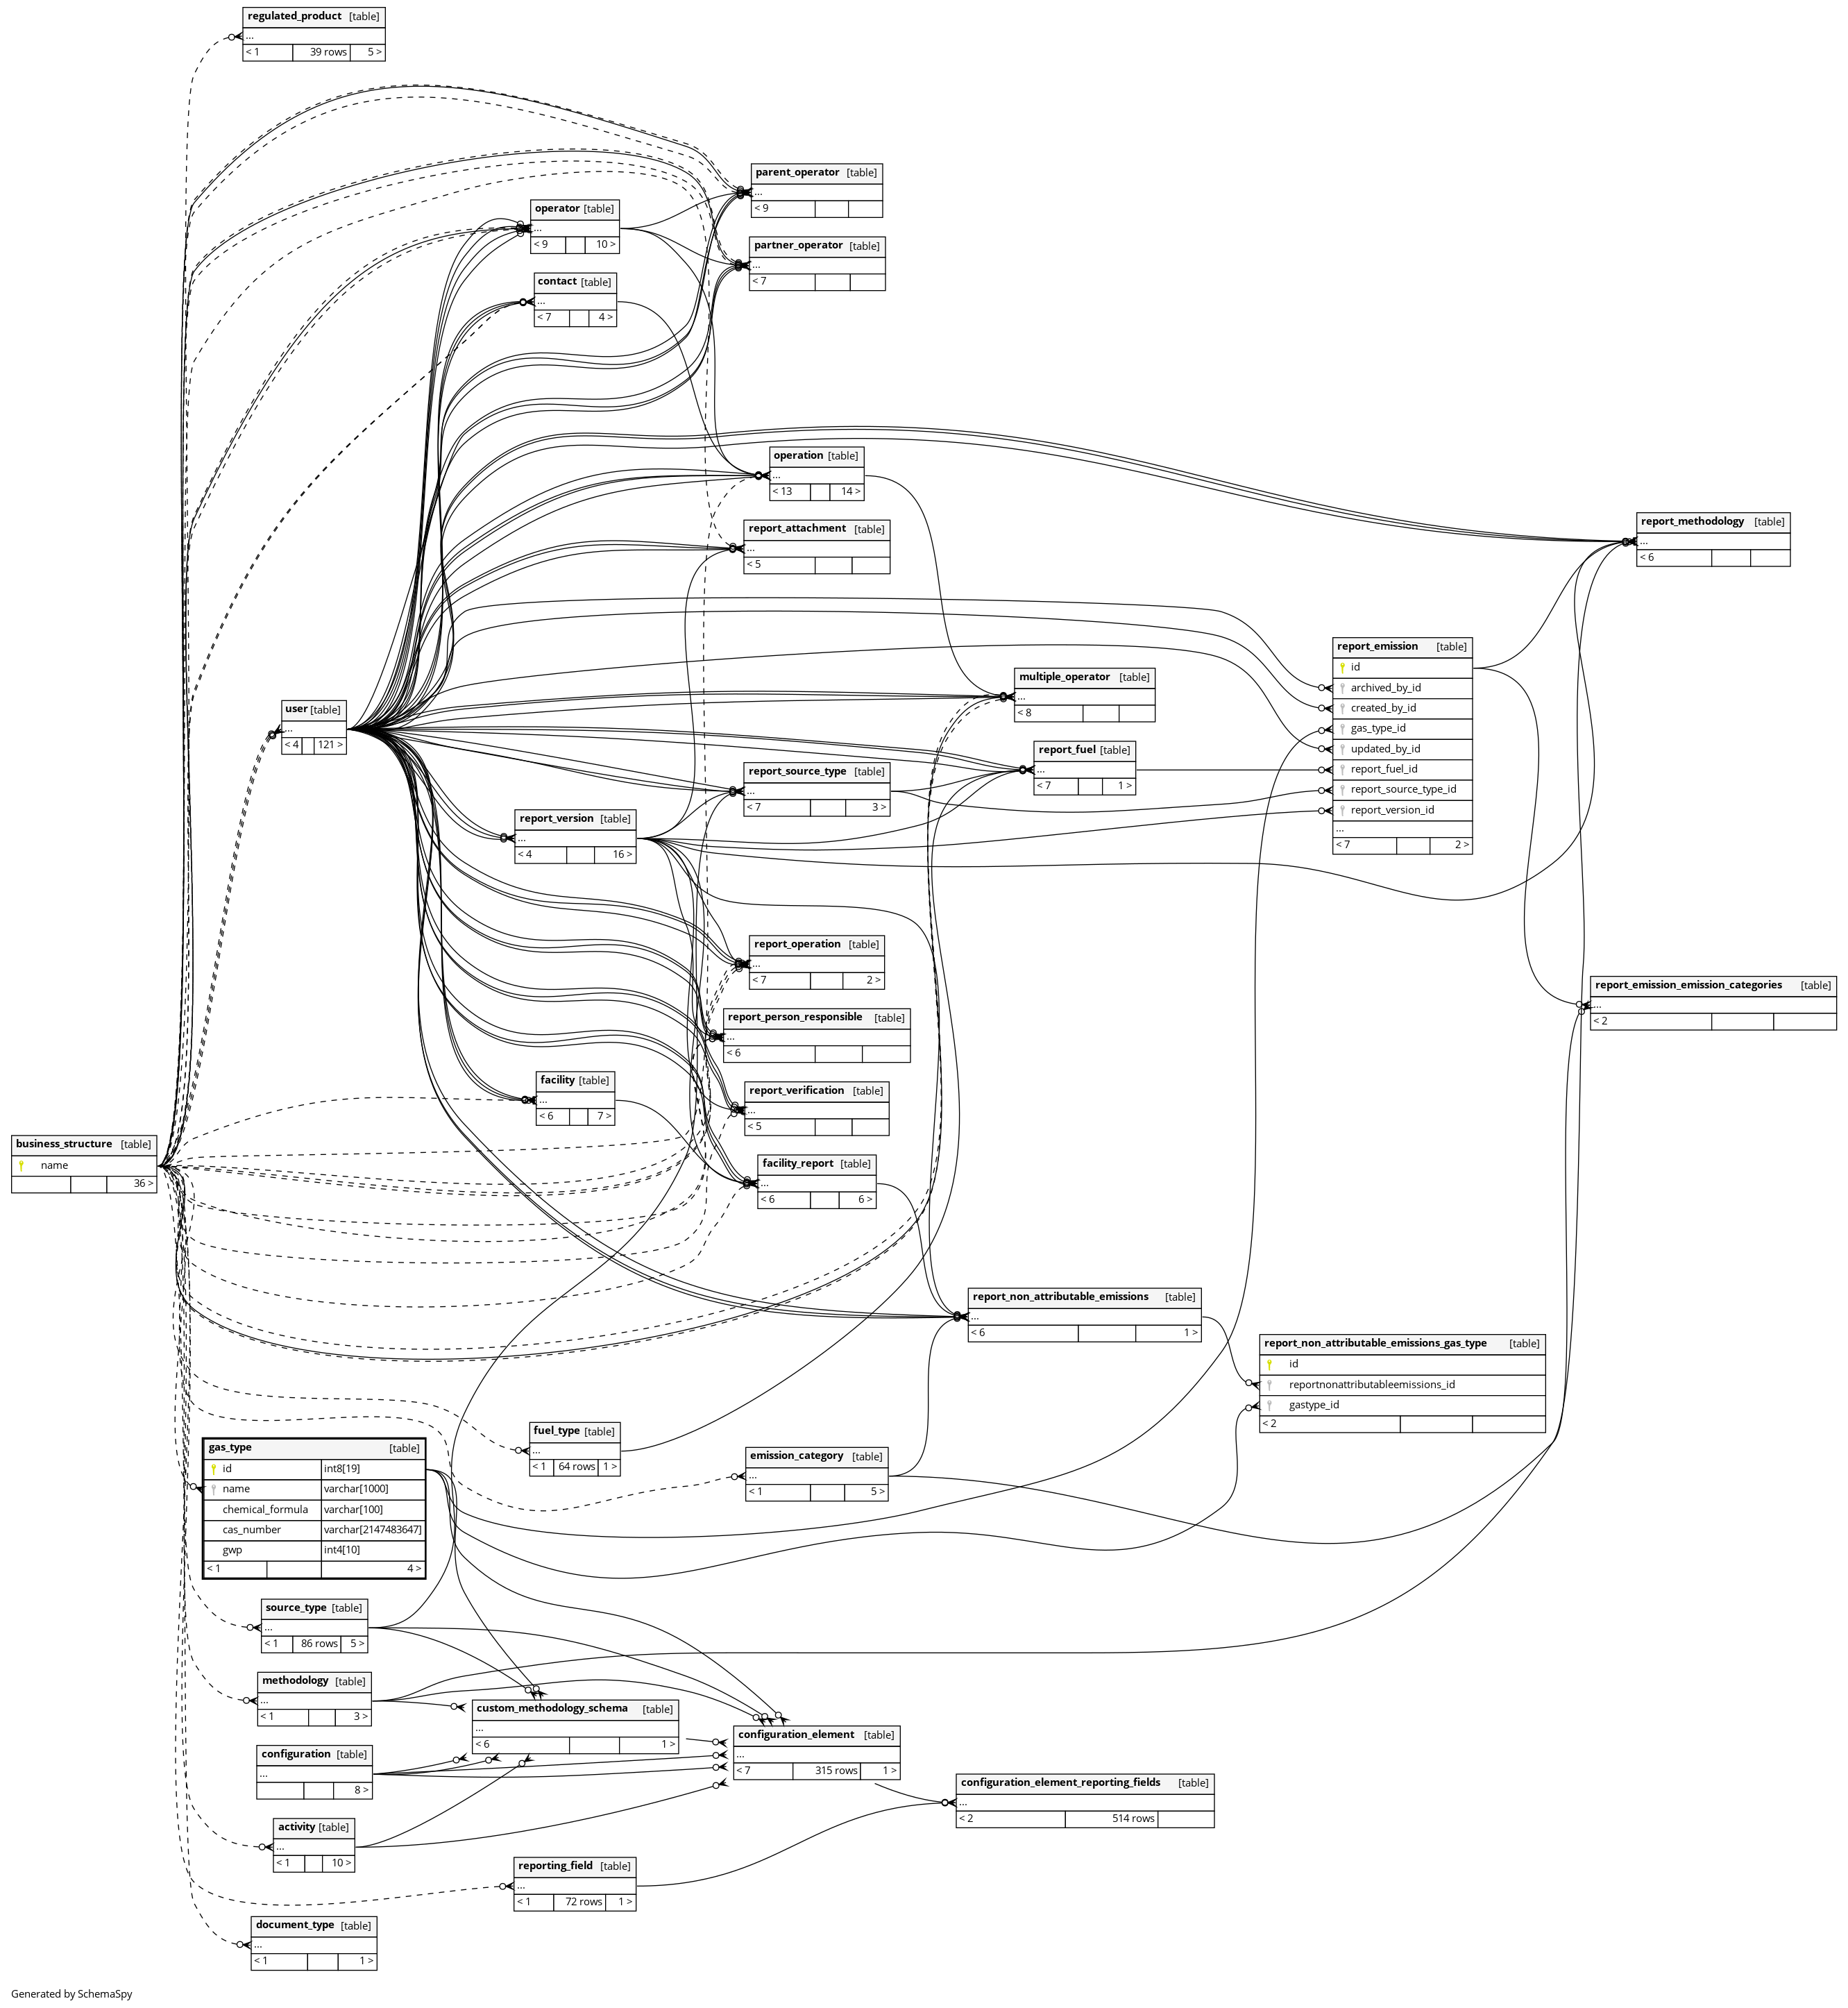 regulated_product [table]
...
< 1 39 rows 5 >
parent_operator [table]
...
< 9
operator [table]
...
< 9 10 >
partner_operator [table]
...
< 7
contact [table]
...
< 7 4 >
operation [table]
...
< 13 14 >
report_attachment [table]
...
< 5
report_methodology [table]
...
< 6
report_emission [table]
id
archived_by_id
created_by_id
gas_type_id
updated_by_id
report_fuel_id
report_source_type_id
report_version_id
...
< 7 2 >
multiple_operator [table]
...
< 8
user [table]
...
< 4 121 >
report_fuel [table]
...
< 7 1 >
report_source_type [table]
...
< 7 3 >
report_version [table]
...
< 4 16 >
report_operation [table]
...
< 7 2 >
report_emission_emission_categories [table]
...
< 2
report_person_responsible [table]
...
< 6
facility [table]
...
< 6 7 >
report_verification [table]
...
< 5
business_structure [table]
name
36 >
facility_report [table]
...
< 6 6 >
report_non_attributable_emissions [table]
...
< 6 1 >
report_non_attributable_emissions_gas_type [table]
id
reportnonattributableemissions_id
gastype_id
< 2
fuel_type [table]
...
< 1 64 rows 1 >
emission_category [table]
...
< 1 5 >
gas_type [table]
id int8[19]
name varchar[1000]
chemical_formula varchar[100]
cas_number varchar[2147483647]
gwp int4[10]
< 1 4 >
source_type [table]
...
< 1 86 rows 5 >
methodology [table]
...
< 1 3 >
custom_methodology_schema [table]
...
< 6 1 >
configuration_element [table]
...
< 7 315 rows 1 >
configuration [table]
...
8 >
configuration_element_reporting_fields [table]
...
< 2 514 rows
activity [table]
...
< 1 10 >
reporting_field [table]
...
< 1 72 rows 1 >
document_type [table]
...
< 1 1 >
Generated by SchemaSpy